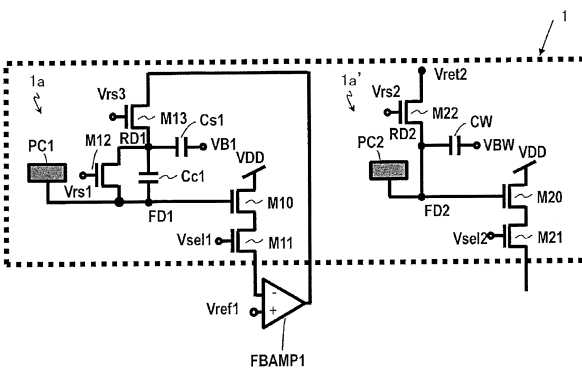 1
1a
1a'
Vrs3
M13
Cs1
RD1
VB1
M12
PC1
Vrs1
Cc1
VDD
FD1
M10
Vsel1
M11
Vref1
-
+
FBAMP1
Vret2
Vrs2
M22
RD2
CW
VBW
PC2
VDD
FD2
M20
Vsel2
M21